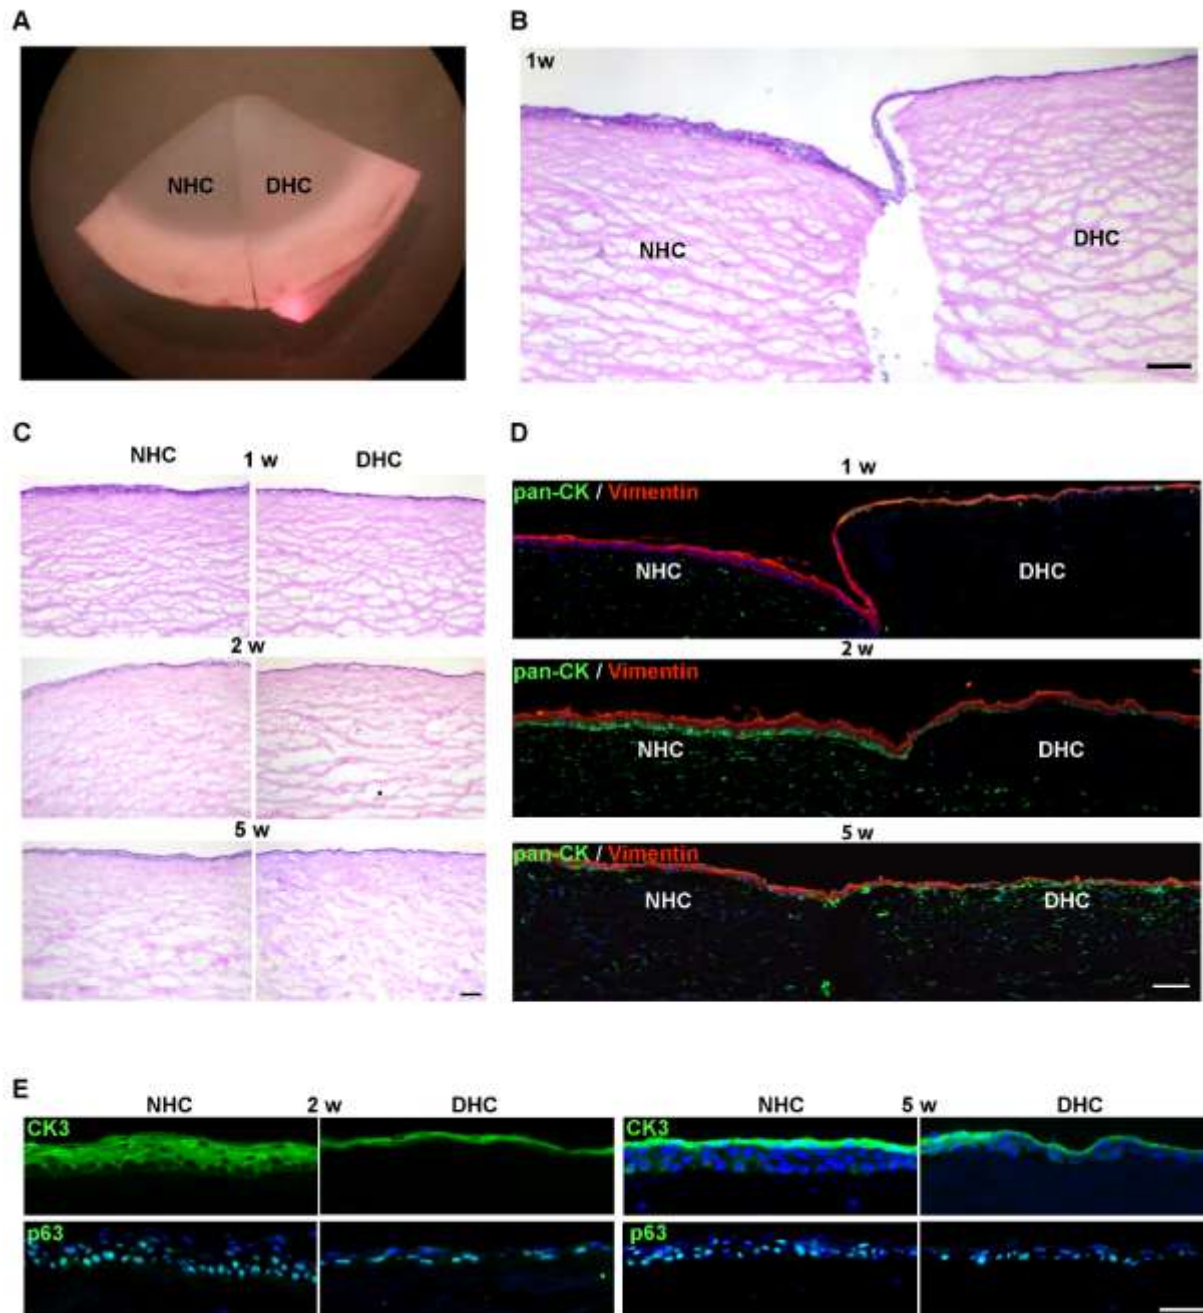 A
NHC DHC
B
1w
NHC
DHC
C
NHC 1 w DHC
2 w
5 w
D
1 w
pan-CK / Vimentin
NHC DHC
2 w
pan-CK / Vimentin
NHC DHC
5 w
pan-CK / Vimentin
NHC DHC
E
NHC 2 w DHC NHC 5 w DHC
CK3 CK3
p63 p63